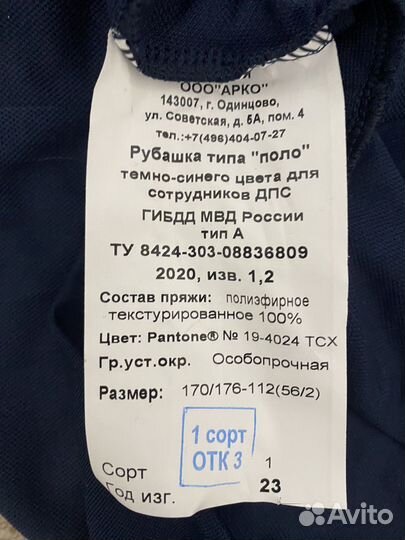 ООО"АРКО"
143007, г. Одинцово,
ул. Советская, д. 6А, пом. 4
тел.:+7(496)404-07-27
Рубашка типа "поло"
темно-синего цвета для
сотрудников ДПС
ГИБДД МВД России
тип А
ТУ 8424-303-08836809
2020, изв. 1,2
Состав пряжи: полиэфирное
текстурированное 100%
Цвет: Pantone® № 19-4024 TCX
Гр.уст.окр. Особопрочная
Размер: 170/176-112(56/2)
1 сорт
ОТК 3
Сорт 1
Год изг. 23
Avito